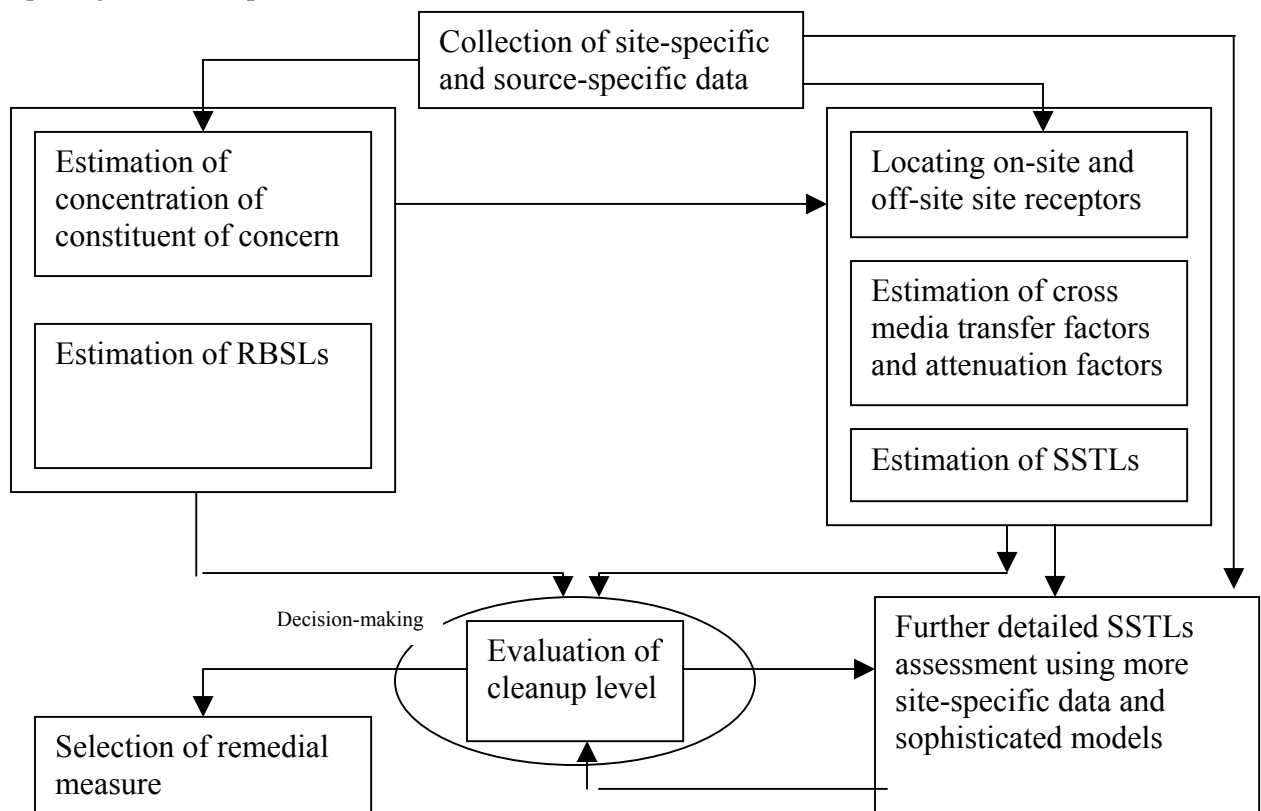 Collection of site-specific
and source-specific data
Estimation of
concentration of
constituent of concern
Estimation of RBSLs
Locating on-site and
off-site site receptors
Estimation of cross
media transfer factors
and attenuation factors
Estimation of SSTLs
Decision-making
Evaluation of
cleanup level
Further detailed SSTLs
assessment using more
site-specific data and
sophisticated models
Selection of remedial
measure